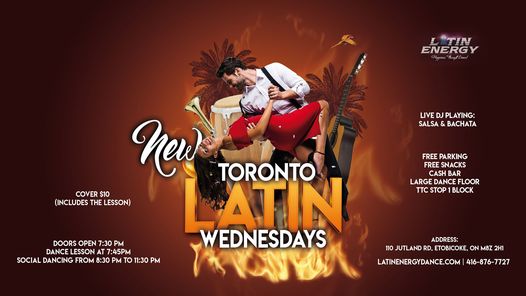 LATIN
ENERGY
New
TORONTO
LATIN
WEDNESDAYS
COVER $10
(INCLUDES THE LESSON)
DOORS OPEN 7:30 PM
DANCE LESSON AT 7:45PM
SOCIAL DANCING FROM 8:30 PM TO 11:30 PM
LIVE DJ PLAYING:
SALSA & BACHATA
FREE PARKING
FREE SNACKS
CASH BAR
LARGE DANCE FLOOR
TTC STOP 1 BLOCK
ADDRESS:
110 JUTLAND RD, ETOBICOKE, ON M8Z 2H1
LATINENERGYDANCE.COM | 416-876-7727